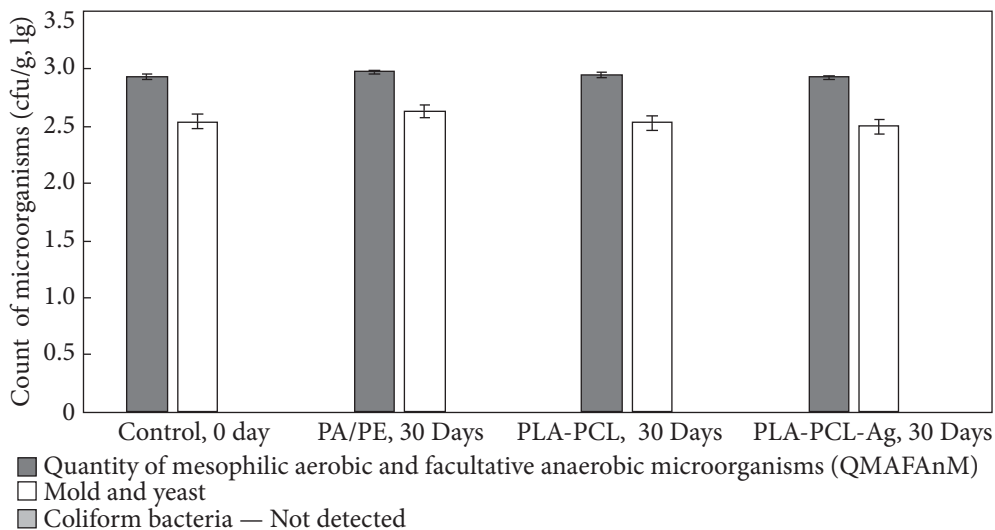 Count of microorganisms (cfu/g, lg)
3.5
3.0
2.5
2.0
1.5
1.0
0.5
0
Control, 0 day
PA/PE, 30 Days
PLA-PCL, 30 Days
PLA-PCL-Ag, 30 Days
Quantity of mesophilic aerobic and facultative anaerobic microorganisms (QMAFAnM)
Mold and yeast
Coliform bacteria — Not detected